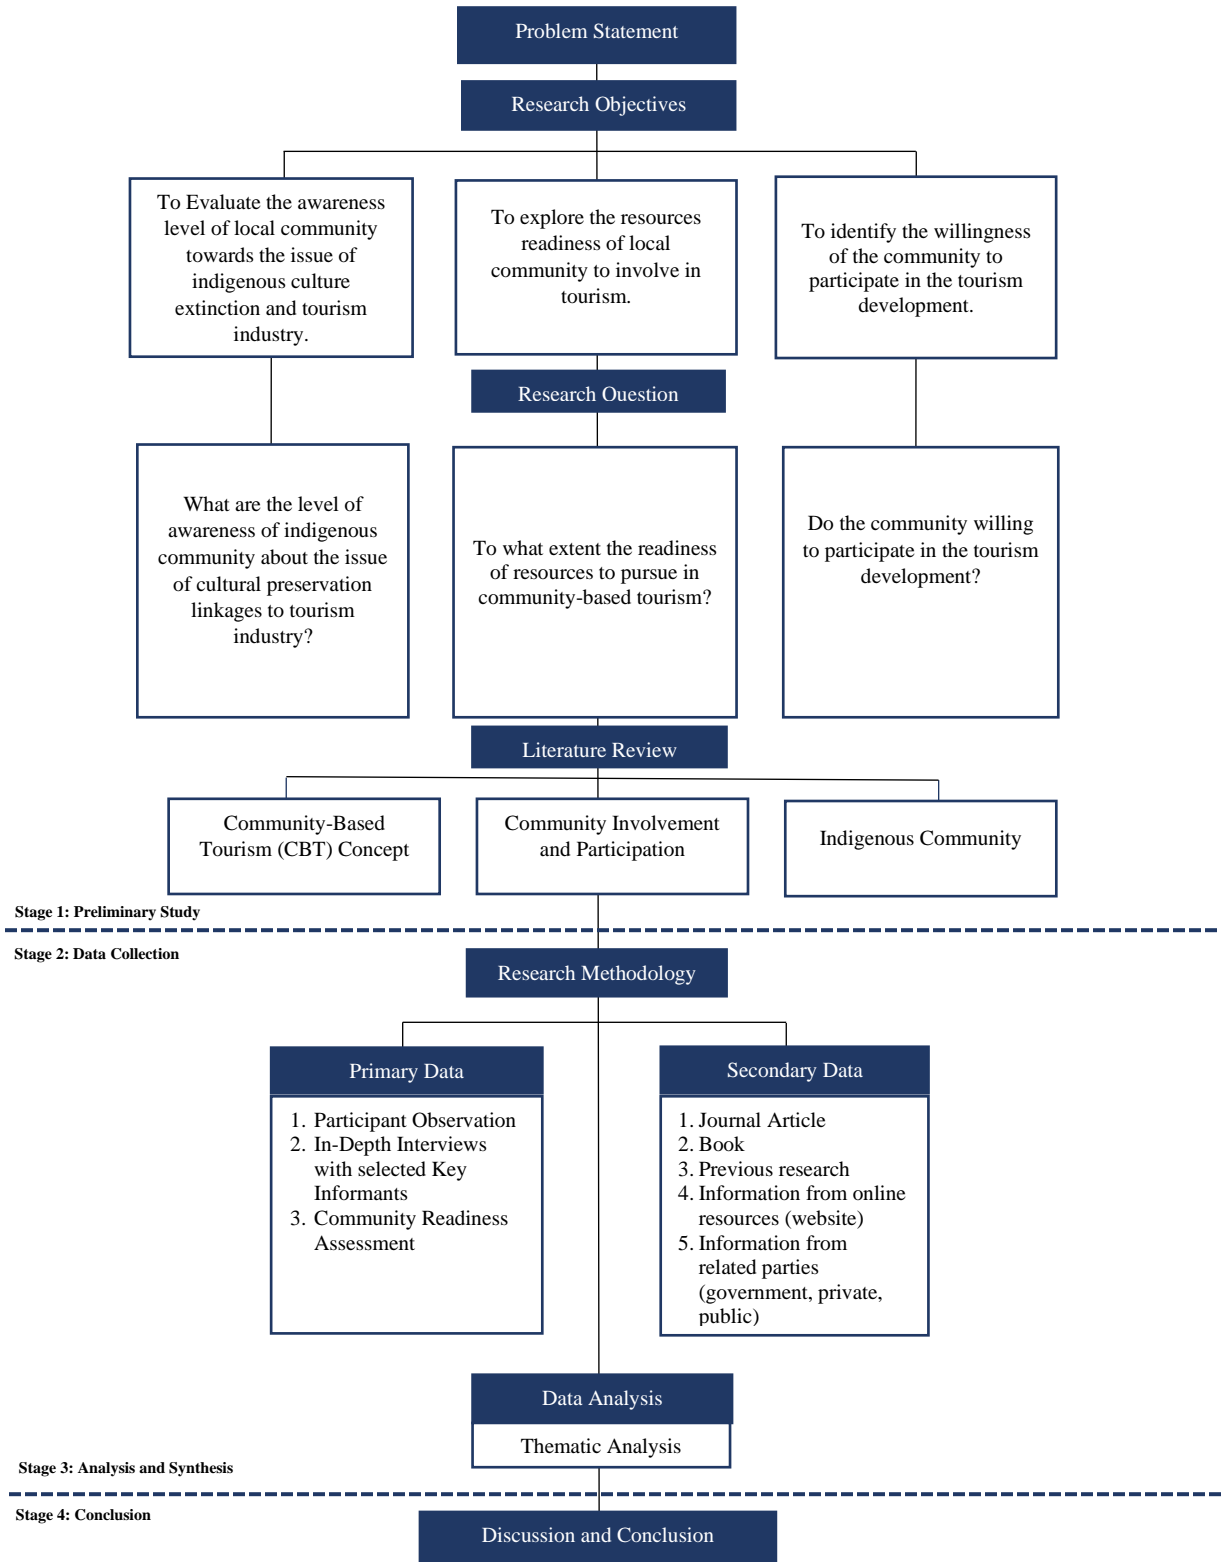 Problem Statement
Research Objectives
To Evaluate the awareness
level of local community
towards the issue of
indigenous culture
extinction and tourism
industry.
To explore the resources
readiness of local
community to involve in
tourism.
To identify the willingness
of the community to
participate in the tourism
development.
Research Question
What are the level of
awareness of indigenous
community about the issue
of cultural preservation
linkages to tourism
industry?
To what extent the readiness
of resources to pursue in
community-based tourism?
Do the community willing
to participate in the tourism
development?
Literature Review
Community-Based
Tourism (CBT) Concept
Community Involvement
and Participation
Indigenous Community
Stage 1: Preliminary Study
Stage 2: Data Collection
Research Methodology
Primary Data
1. Participant Observation
2. In-Depth Interviews
with selected Key
Informants
3. Community Readiness
Assessment
Secondary Data
1. Journal Article
2. Book
3. Previous research
4. Information from online
resources (website)
5. Information from
related parties
(government, private,
public)
Data Analysis
Thematic Analysis
Stage 3: Analysis and Synthesis
Stage 4: Conclusion
Discussion and Conclusion